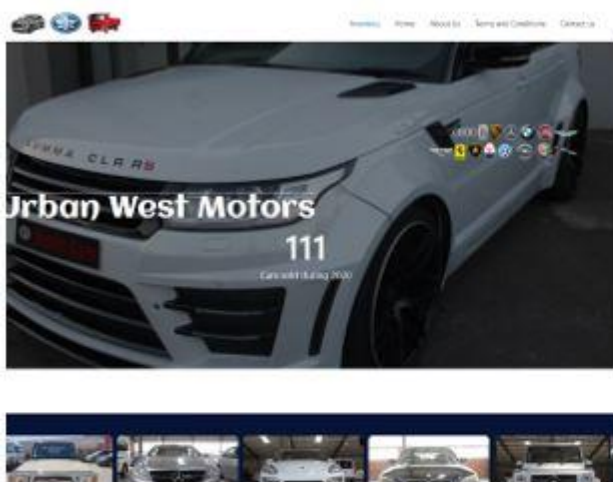 Inventory Home About Us Terms and Conditions Contact us
Urban West Motors
111
Cars sold during 2020